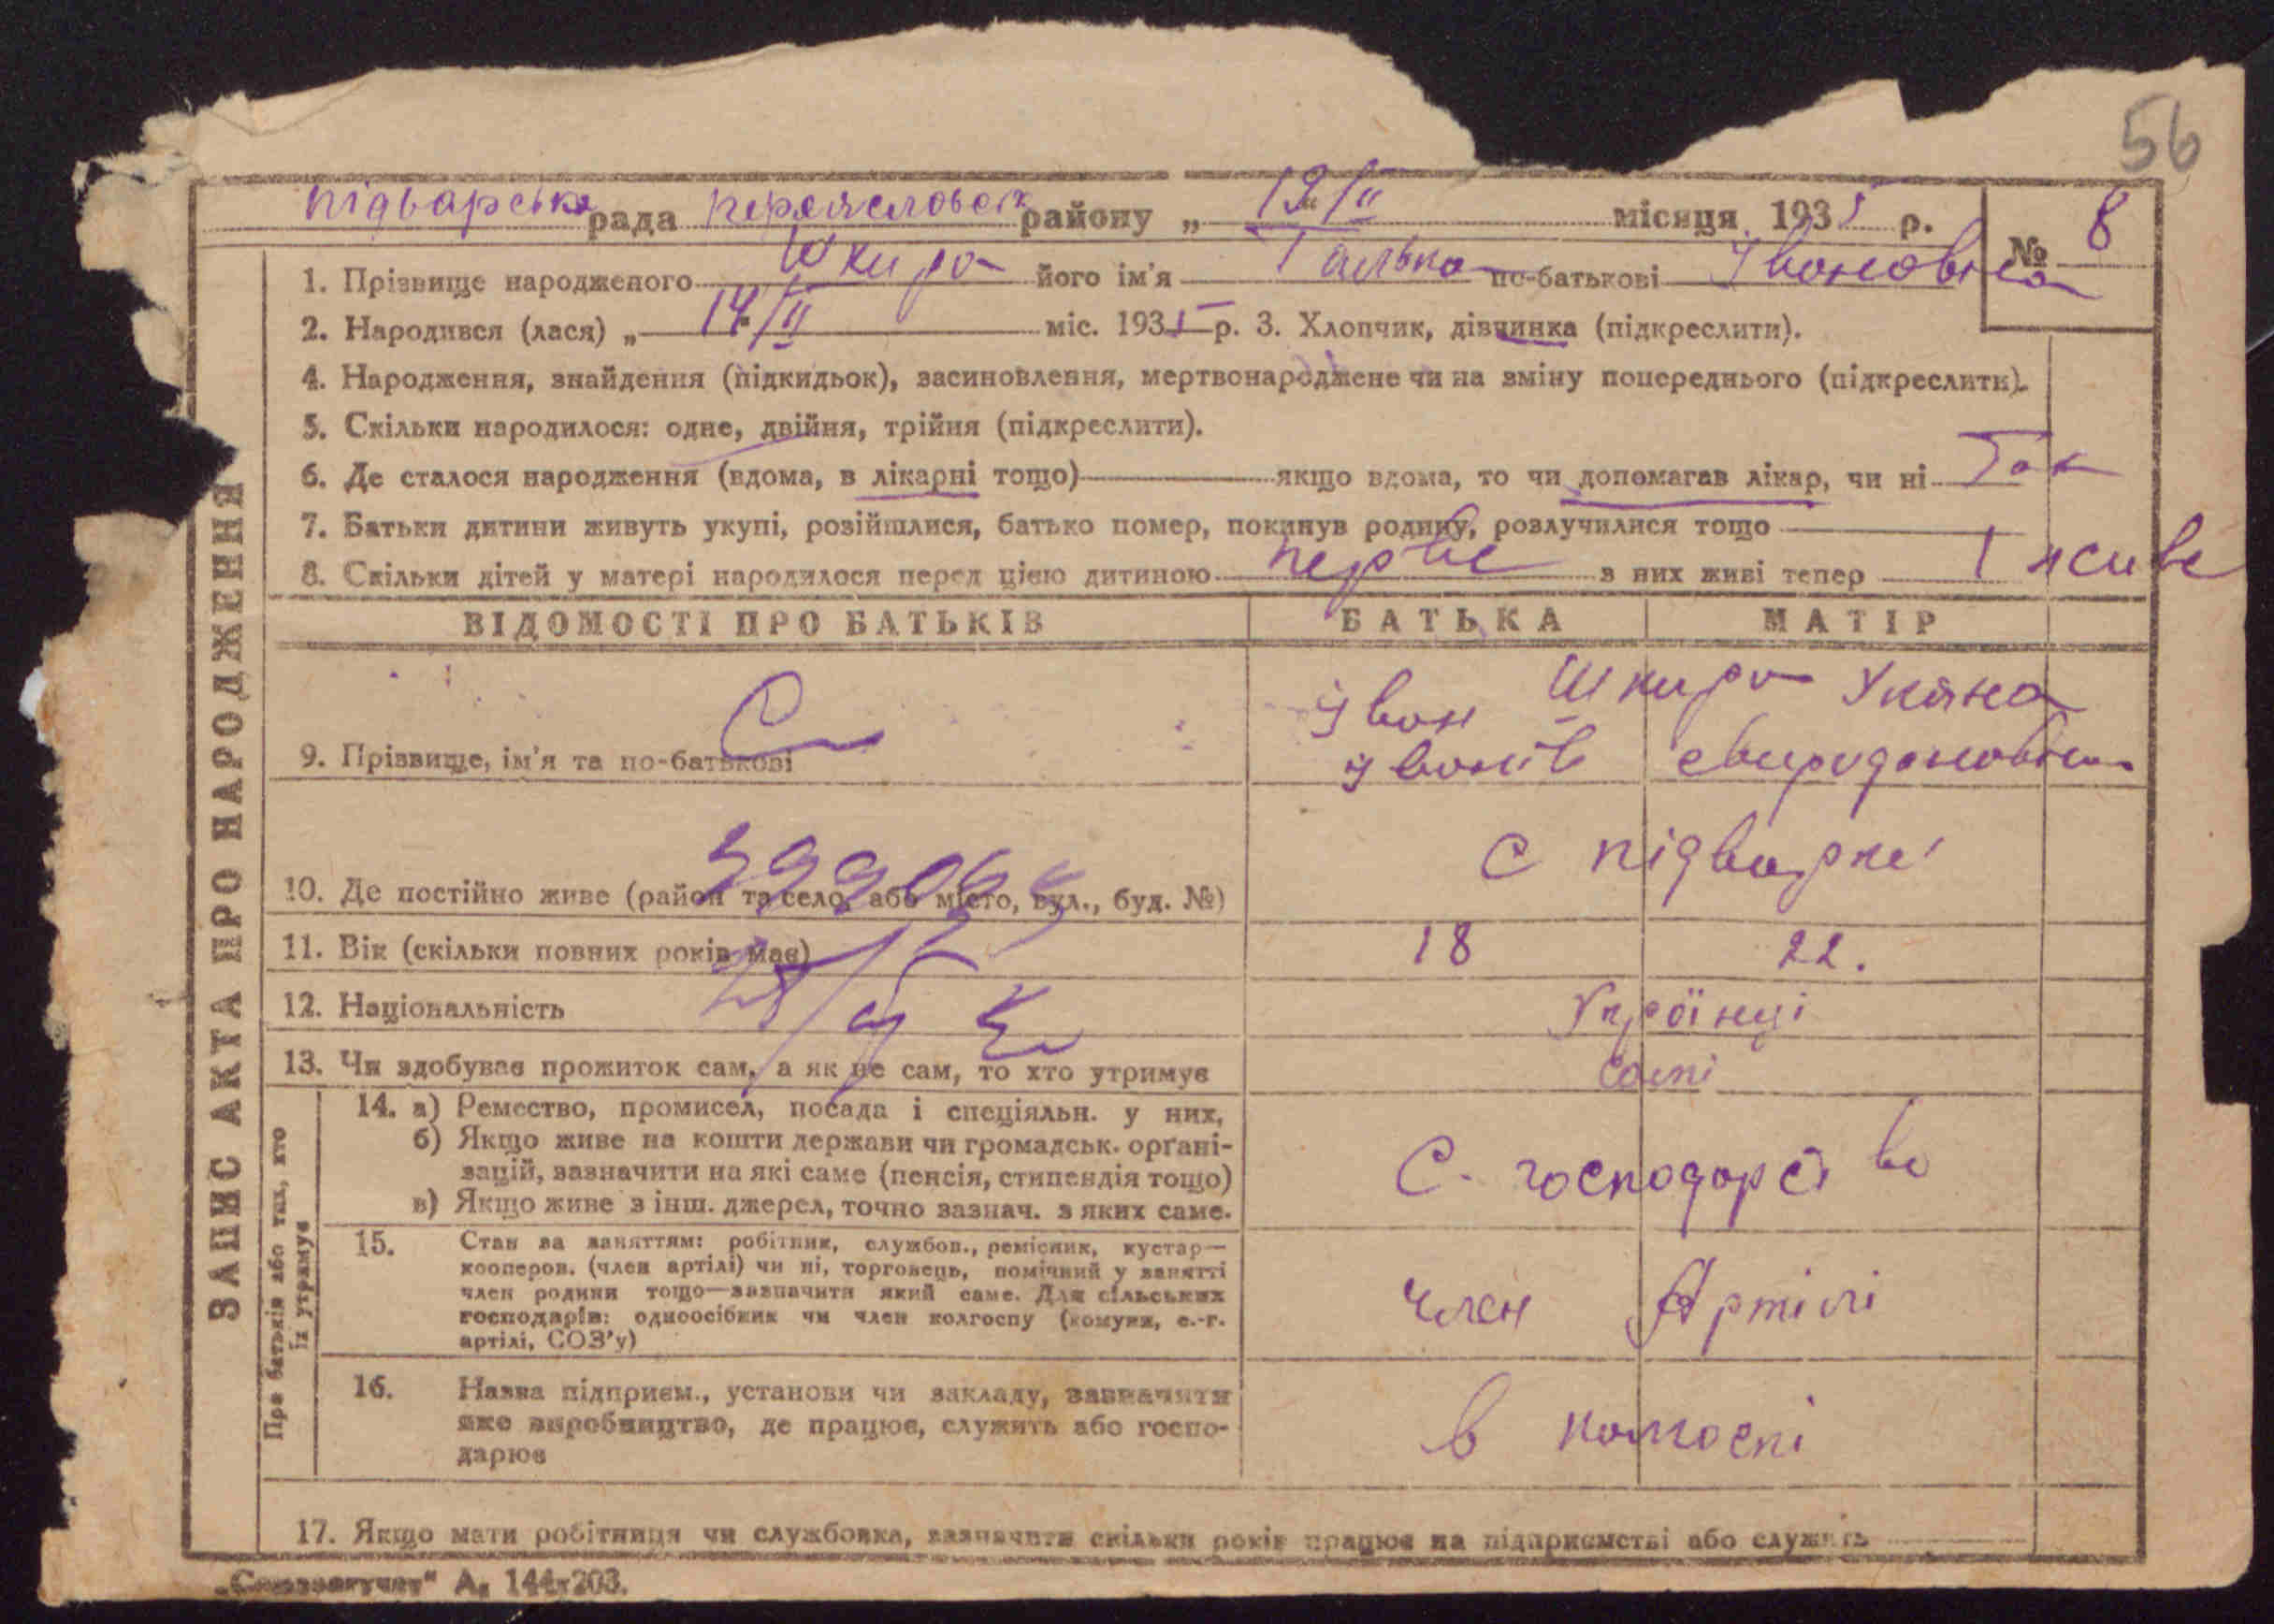 56
підварська рада переяславськ району „ 19/II місяця 1935 р. № 8
1. Прізвище народженого Шкира його ім'я Галька по-батькові Івановна
2. Народився (лася) „ 14/II міс. 1935 р. 3. Хлопчик, дівчинка (підкреслити).
4. Народження, знайдення (підкидьок), засиновлення, мертвонароджене чи на зміну попереднього (підкреслити).
5. Скільки народилося: одне, двійня, трійня (підкреслити).
6. Де сталося народження (вдома, в лікарні тощо) якщо вдома, то чи допомагав лікар, чи ні Так
7. Батьки дитини живуть укупі, розійшлися, батько помер, покинув родину, розлучилися тощо
8. Скільки дітей у матері народилося перед цією дитиною перве з них живі тепер 1 живе
ЗАПИС АКТА ПРО НАРОДЖЕННЯ
ВІДОМОСТІ ПРО БАТЬКІВ БАТЬКА МАТІР
Шкира
Іван
9. Прізвище, ім'я та по-батькові
10. Де постійно живе (район та село, або місто, вул., буд. №) с підварки
11. Вік (скільки повних років має) 18 22.
12. Національність Українці
13. Чи здобуває прожиток сам, а як не сам, то хто утримує самі
Про батьків або тих, хто їх утримує
14. а) Ремество, промисел, посада і спеціяльн. у них,
б) Якщо живе на кошти держави чи громадськ. орґані-
зацій, зазначити на які саме (пенсія, стипендія тощо) С. господарство
в) Якщо живе з інш. джерел, точно зазнач. з яких саме.
15. Стан за заняттям: робітник, службов., ремісник, кустар—
кооперов. (член артілі) чи ні, торговець, помічний у занятті
член родини тощо—зазначити який саме. Для сільських
господарів: одноосібник чи член колгоспу (комуни, с.-г. член Артілі
артілі, СОЗ'у)
16. Назва підприєм., установи чи закладу, зазначити
яке виробництво, де працює, служить або госпо- в колгоспі
дарює
17. Якщо мати робітниця чи службовка, зазначити скільки років працює на підприємстві або служить
144-203.